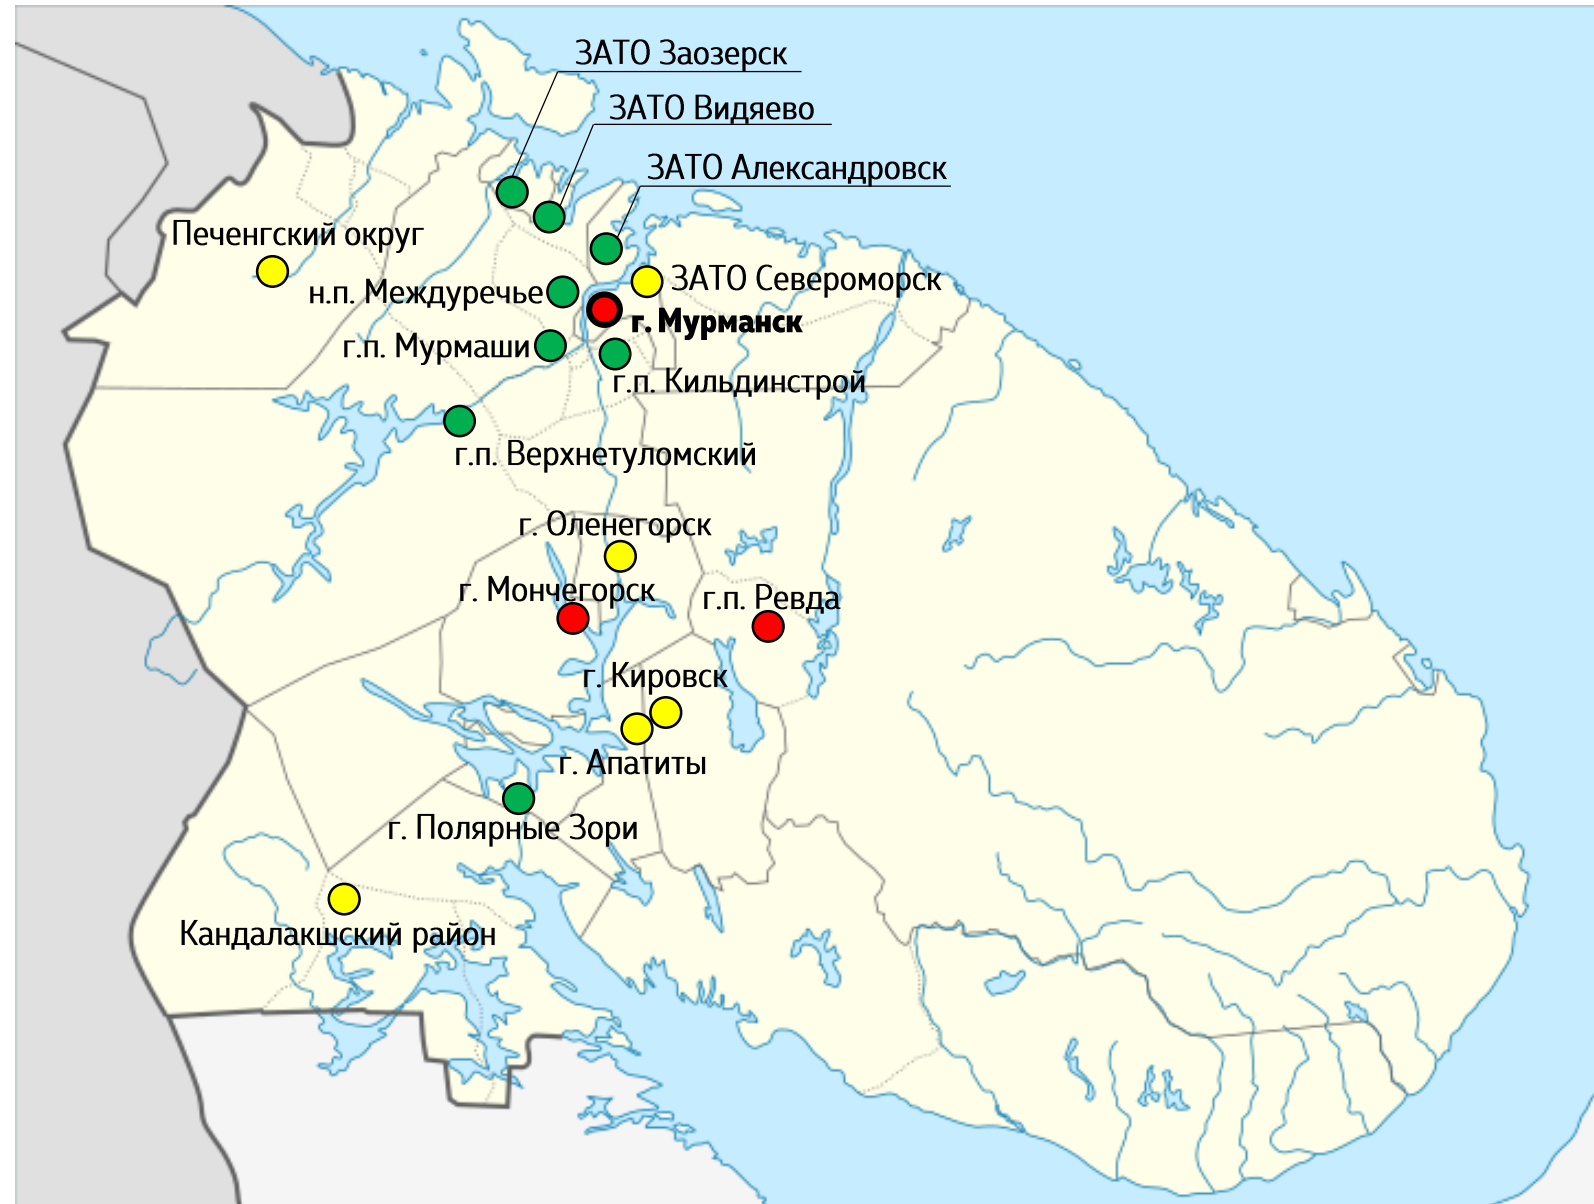 ЗАТО Заозерск
ЗАТО Видяево
ЗАТО Александровск
Печенгский округ
ЗАТО Североморск
н.п. Междуречье
г. Мурманск
г.п. Мурмаши
г.п. Кильдинстрой
г.п. Верхнетуломский
г. Оленегорск
г. Мончегорск
г.п. Ревда
г. Кировск
г. Апатиты
г. Полярные Зори
Кандалакшский район